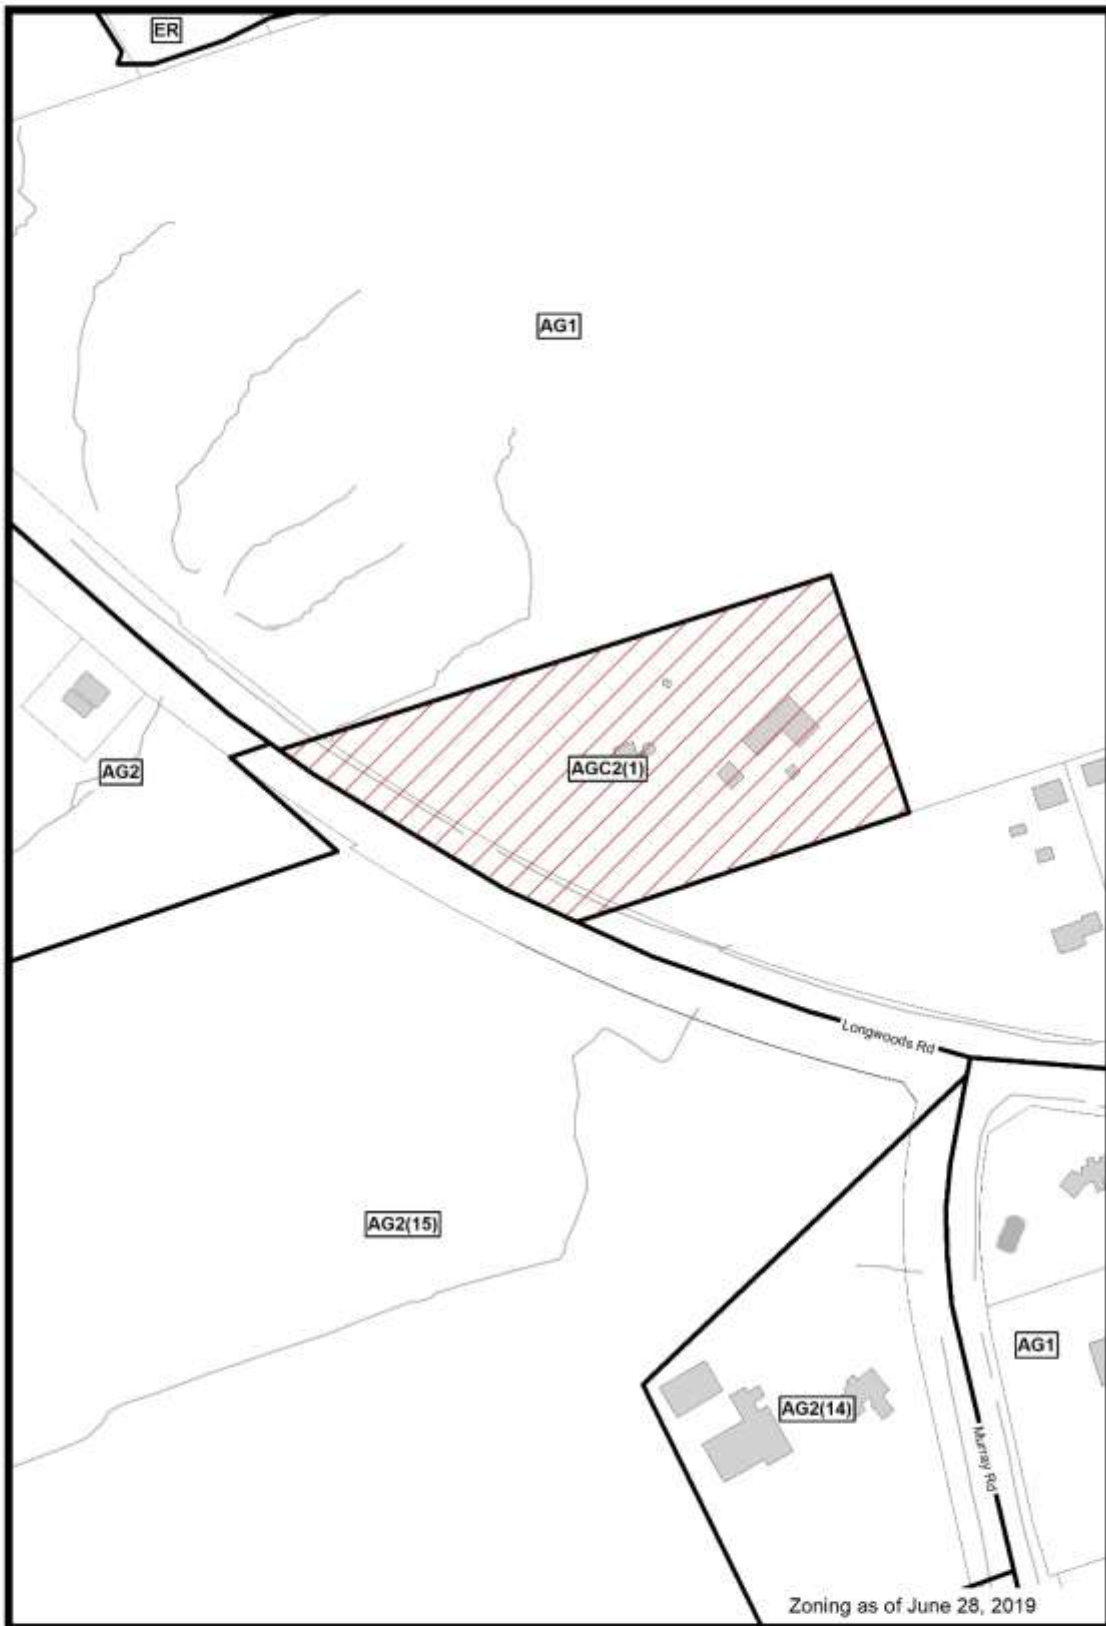 ER
AG1
AGC2(1)
AG2
Longwoods Rd
AG2(15)
AG1
AG2(14)
Murray Rd
Zoning as of June 28, 2019